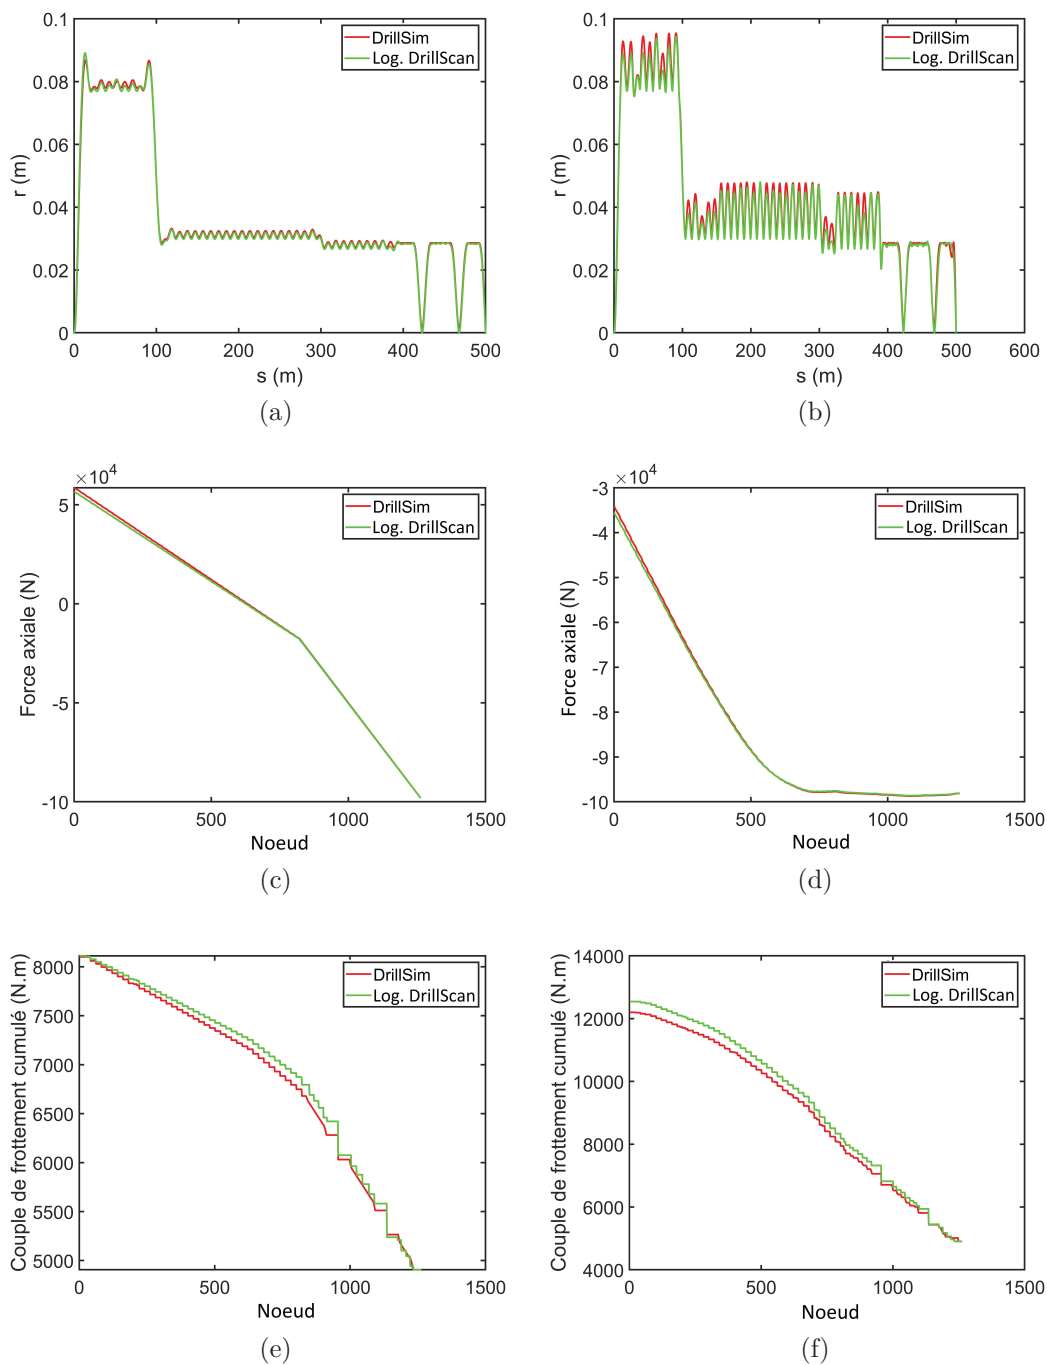 0.1
0.08
0.06
0.04
0.02
0
r (m)
0 100 200 300 400 500
s (m)
DrillSim
Log. DrillScan
(a)
0.1
0.08
0.06
0.04
0.02
0
r (m)
0 100 200 300 400 500 600
s (m)
DrillSim
Log. DrillScan
(b)
×10⁴
5
0
-5
-10
Force axiale (N)
0 500 1000 1500
Noeud
DrillSim
Log. DrillScan
(c)
×10⁴
-3
-4
-5
-6
-7
-8
-9
-10
Force axiale (N)
0 500 1000 1500
Noeud
DrillSim
Log. DrillScan
(d)
8000
7500
7000
6500
6000
5500
5000
Couple de frottement cumulé (N.m)
0 500 1000 1500
Noeud
DrillSim
Log. DrillScan
(e)
14000
12000
10000
8000
6000
4000
Couple de frottement cumulé (N.m)
0 500 1000 1500
Noeud
DrillSim
Log. DrillScan
(f)